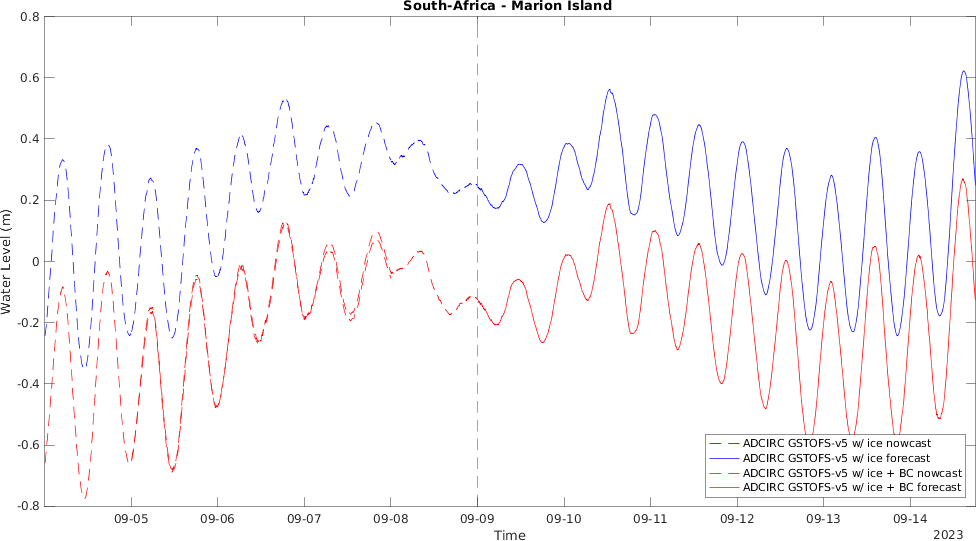 South-Africa - Marion Island
0.8
0.6
0.4
0.2
0
-0.2
-0.4
-0.6
-0.8
Water Level (m)
09-05 09-06 09-07 09-08 09-09 09-10 09-11 09-12 09-13 09-14
Time
2023
ADCIRC GSTOFS-v5 w/ ice nowcast
ADCIRC GSTOFS-v5 w/ ice forecast
ADCIRC GSTOFS-v5 w/ ice + BC nowcast
ADCIRC GSTOFS-v5 w/ ice + BC forecast